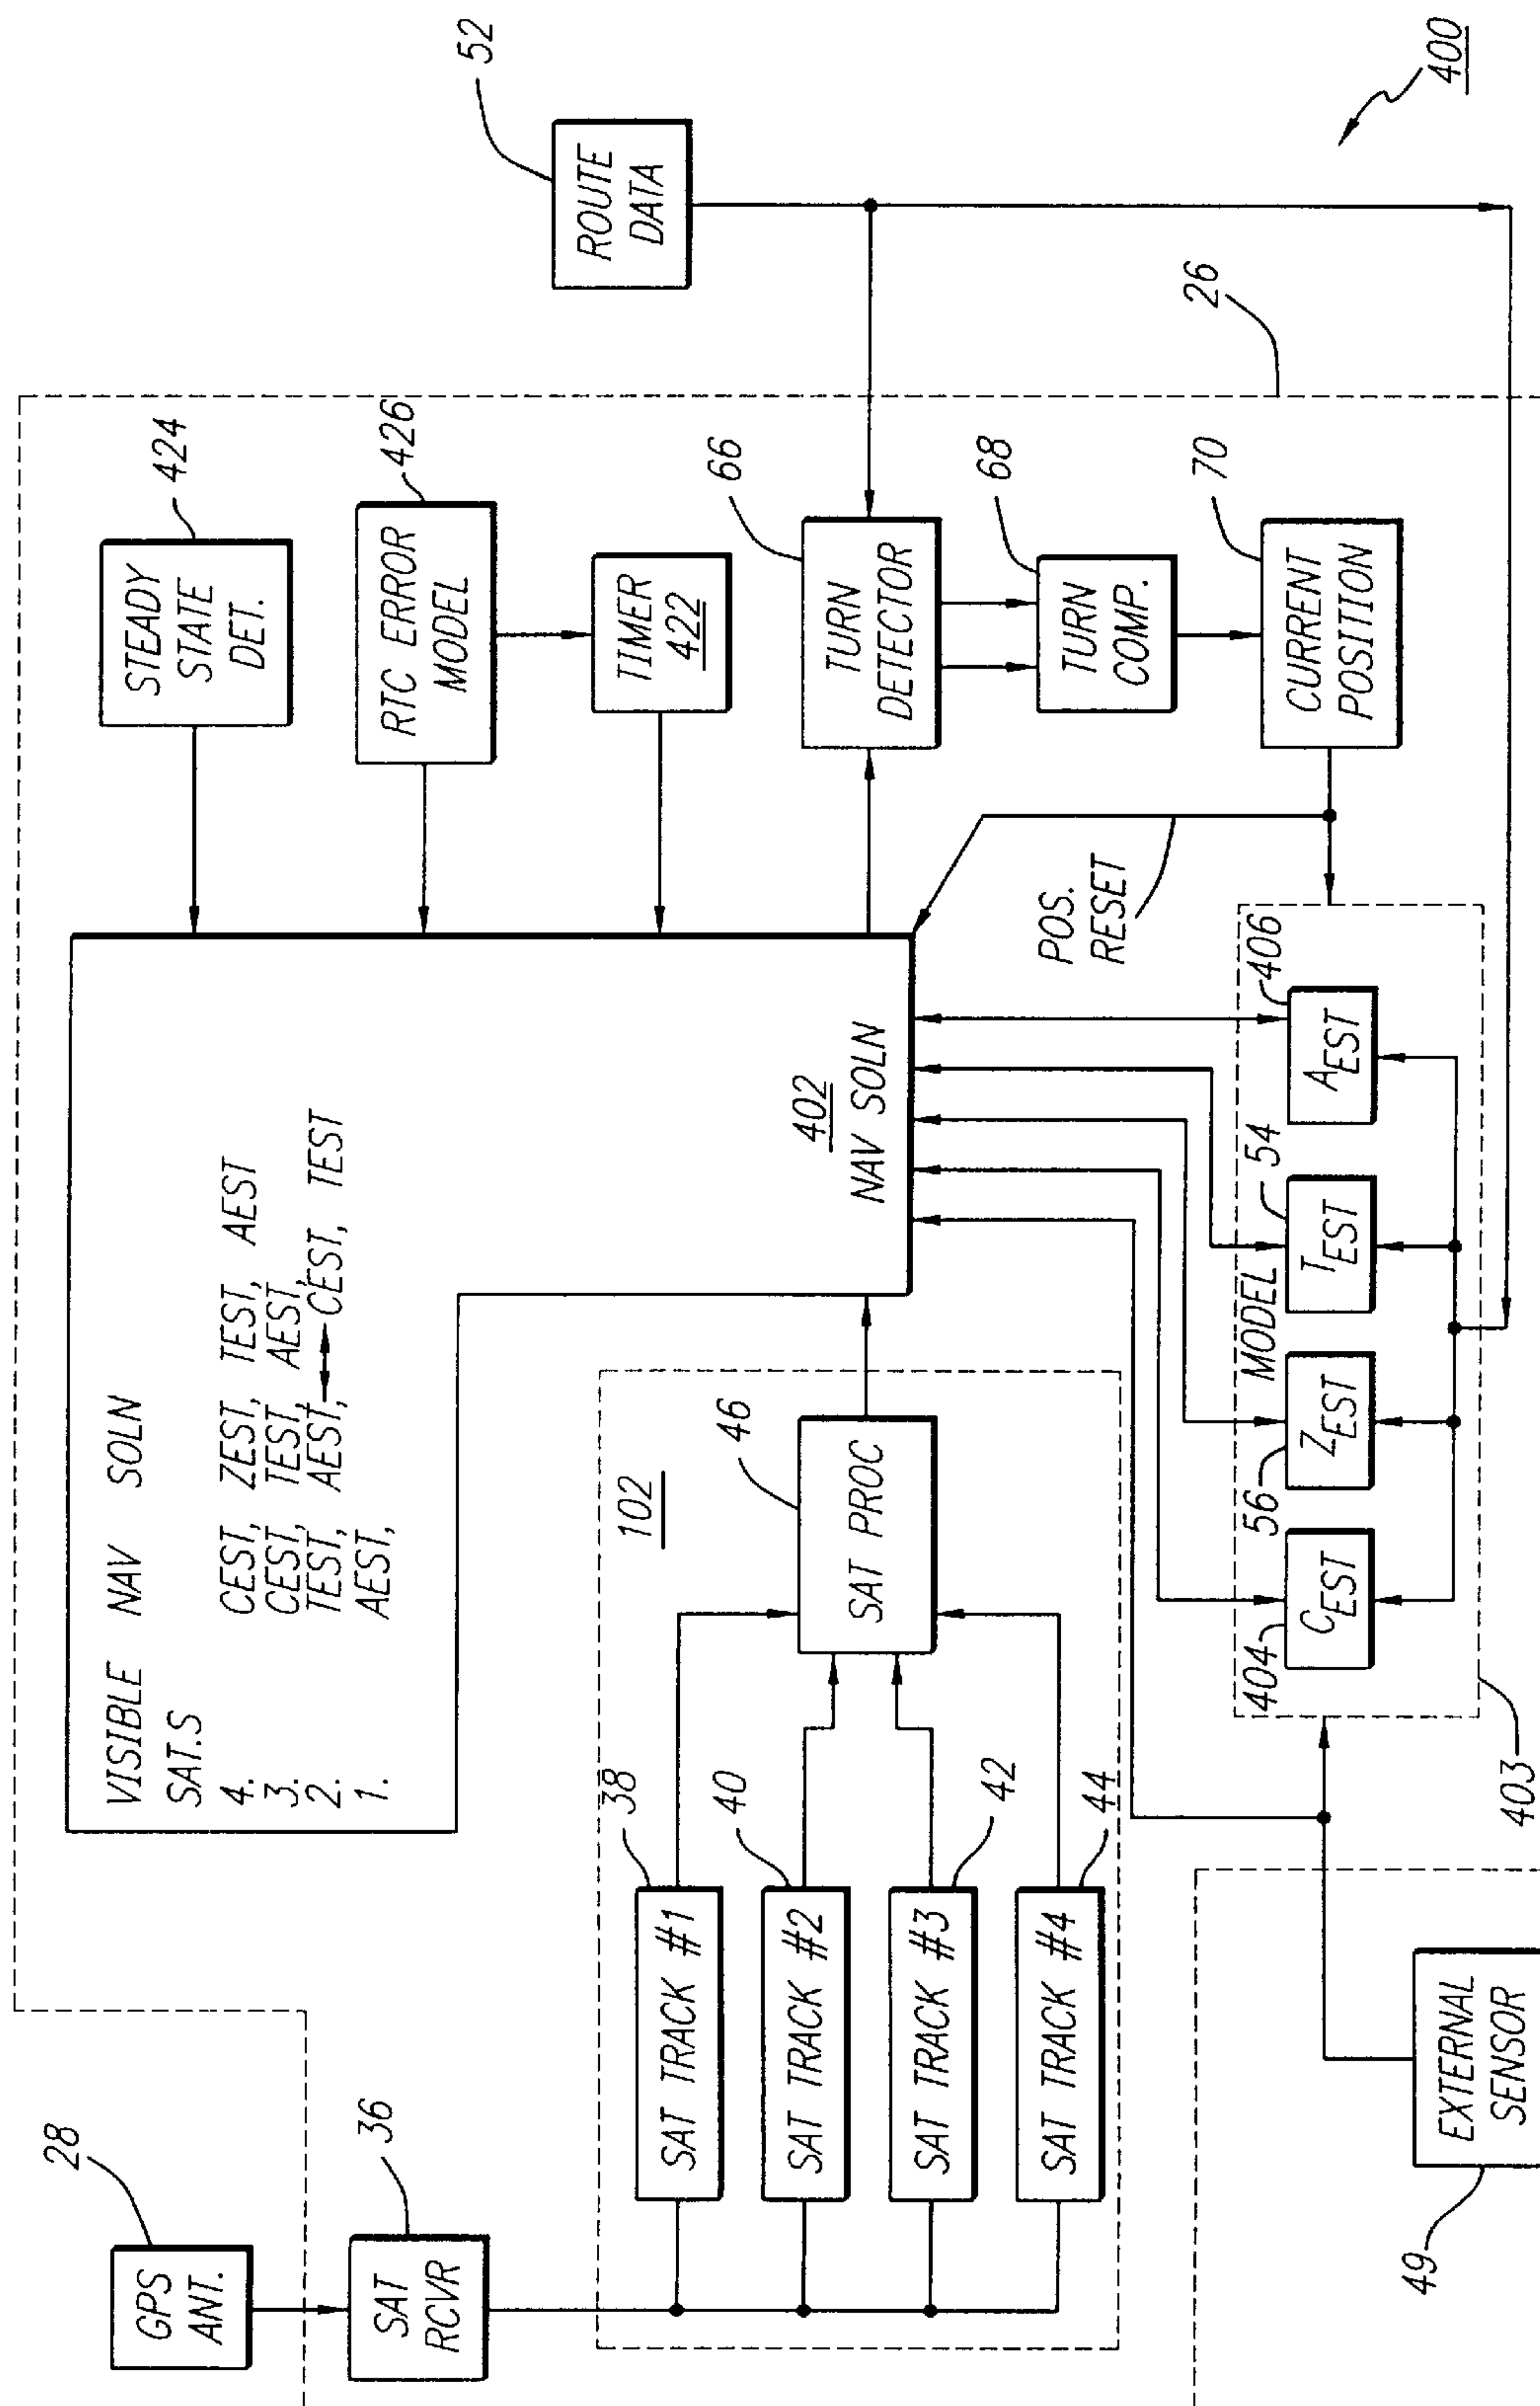 28
GPS
ANT.
36
SAT
RCVR
VISIBLE NAV SOLN
SAT.S
4. CEST, ZEST, TEST, AEST
3. CEST, TEST, AEST,
2. TEST, AEST, CEST, TEST
1. AEST,
402
NAV SOLN
STEADY
STATE
DET.
424
RTC ERROR
MODEL
426
TIMER
422
52
ROUTE
DATA
102
38
SAT TRACK #1
40
SAT TRACK #2
42
SAT TRACK #3
44
SAT TRACK #4
46
SAT PROC
66
TURN
DETECTOR
68
TURN
COMP.
70
CURRENT
POSITION
26
POS.
RESET
MODEL
404
CEST
56
ZEST
54
TEST
406
AEST
403
49
EXTERNAL
SENSOR
400